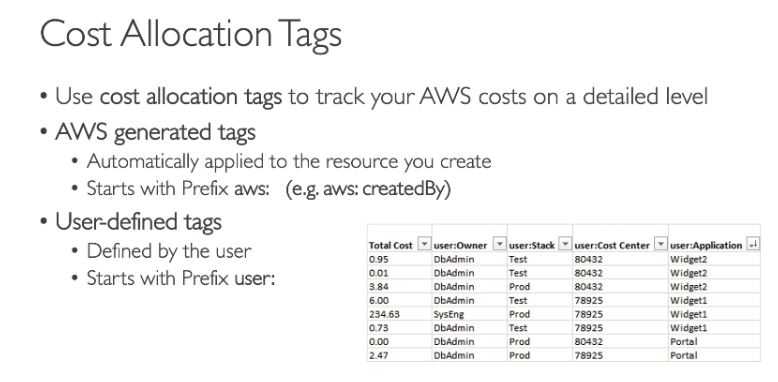 Cost Allocation Tags
• Use cost allocation tags to track your AWS costs on a detailed level
• AWS generated tags
• Automatically applied to the resource you create
• Starts with Prefix aws: (e.g. aws: createdBy)
• User-defined tags
• Defined by the user
• Starts with Prefix user:
Total Cost user:Owner user:Stack user:Cost Center user:Application
0.95 DbAdmin Test 80432 Widget2
0.01 DbAdmin Test 80432 Widget2
3.84 DbAdmin Prod 80432 Widget2
6.00 DbAdmin Test 78925 Widget1
234.63 SysEng Prod 78925 Widget1
0.73 DbAdmin Test 78925 Widget1
0.00 DbAdmin Prod 80432 Portal
2.47 DbAdmin Prod 78925 Portal